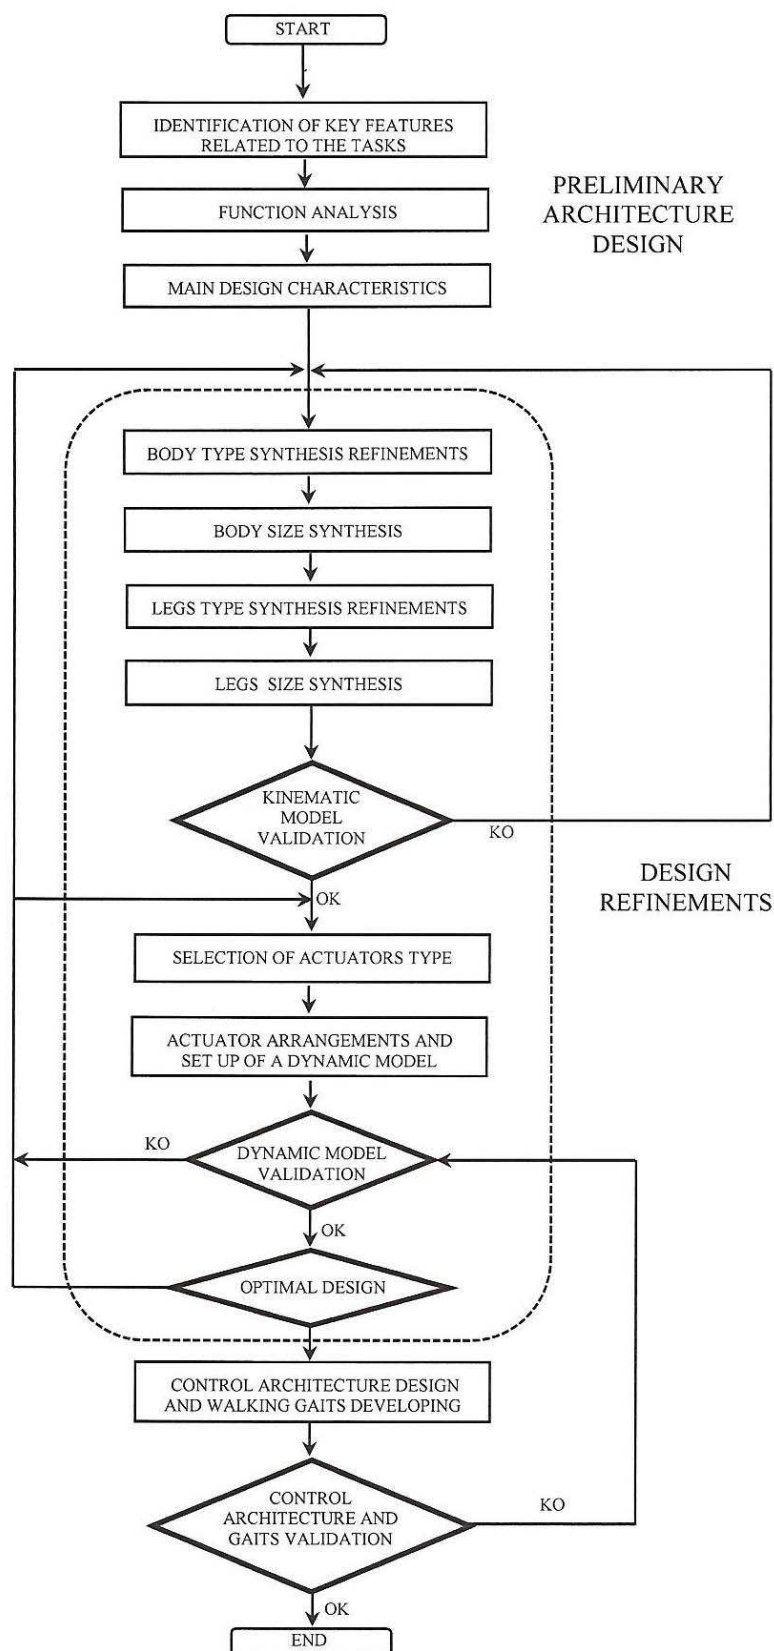 START
IDENTIFICATION OF KEY FEATURES
RELATED TO THE TASKS
PRELIMINARY
ARCHITECTURE
DESIGN
FUNCTION ANALYSIS
MAIN DESIGN CHARACTERISTICS
BODY TYPE SYNTHESIS REFINEMENTS
BODY SIZE SYNTHESIS
LEGS TYPE SYNTHESIS REFINEMENTS
LEGS SIZE SYNTHESIS
KINEMATIC
MODEL
VALIDATION
KO
DESIGN
REFINEMENTS
OK
SELECTION OF ACTUATORS TYPE
ACTUATOR ARRANGEMENTS AND
SET UP OF A DYNAMIC MODEL
KO
DYNAMIC MODEL
VALIDATION
OK
OPTIMAL DESIGN
CONTROL ARCHITECTURE DESIGN
AND WALKING GAITS DEVELOPING
CONTROL
ARCHITECTURE AND
GAITS VALIDATION
KO
OK
END